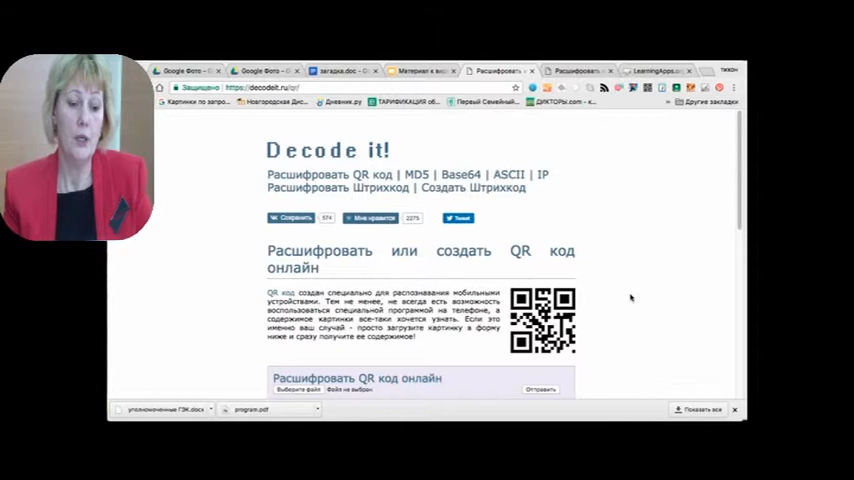 Google Фото – G
Google Фото – G
загадка.doc - G
Материал к ви
Расшифровать и
Расшифровать
LearningApps.org
тихон
Защищено
https://decodeit.ru/qr/
Картинки по запро...
Новгородская Дис...
Дневник.ру
ТАРИФИКАЦИЯ об...
Первый Семейный...
ДИКТОРЫ.com - к...
» Другие закладки
Decode it!
Расшифровать QR код | MD5 | Base64 | ASCII | IP
Расшифровать Штрихкод | Создать Штрихкод
Сохранить 574 Мне нравится 2275 Tweet
Расшифровать или создать QR код
онлайн
QR код создан специально для распознавания мобильными
устройствами. Тем не менее, не всегда есть возможность
воспользоваться специальной программой на телефоне, а
содержимое картинки все-таки хочется узнать. Если это
именно ваш случай - просто загрузите картинку в форму
ниже и сразу получите ее содержимое!
Расшифровать QR код онлайн
Выберите файл Файл не выбран Отправить
уполномоченные ГЭК.docx
program.pdf
Показать все